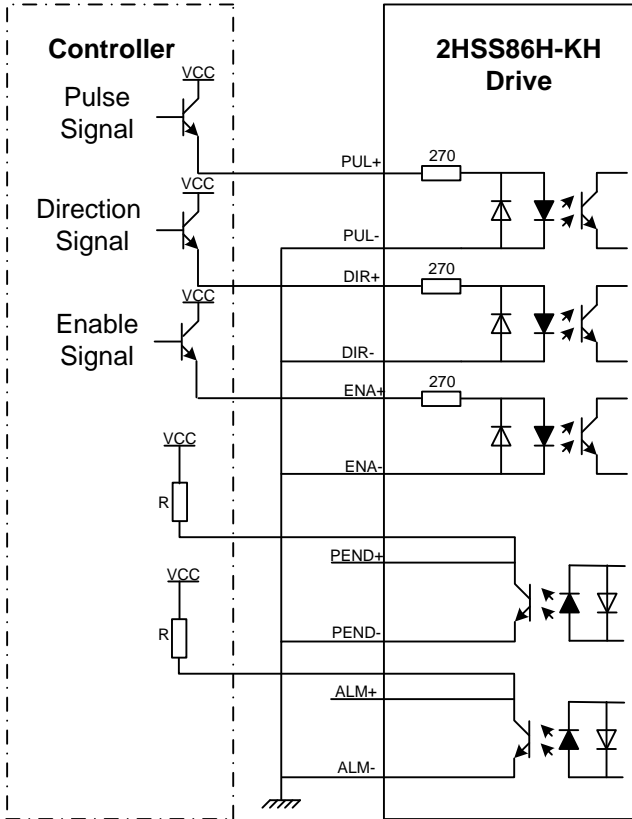 Controller
2HSS86H-KH
Drive
VCC
Pulse
Signal
PUL+
270
VCC
Direction
Signal
PUL-
DIR+
270
VCC
Enable
Signal
DIR-
ENA+
270
VCC
ENA-
R
PEND+
VCC
PEND-
R
ALM+
ALM-